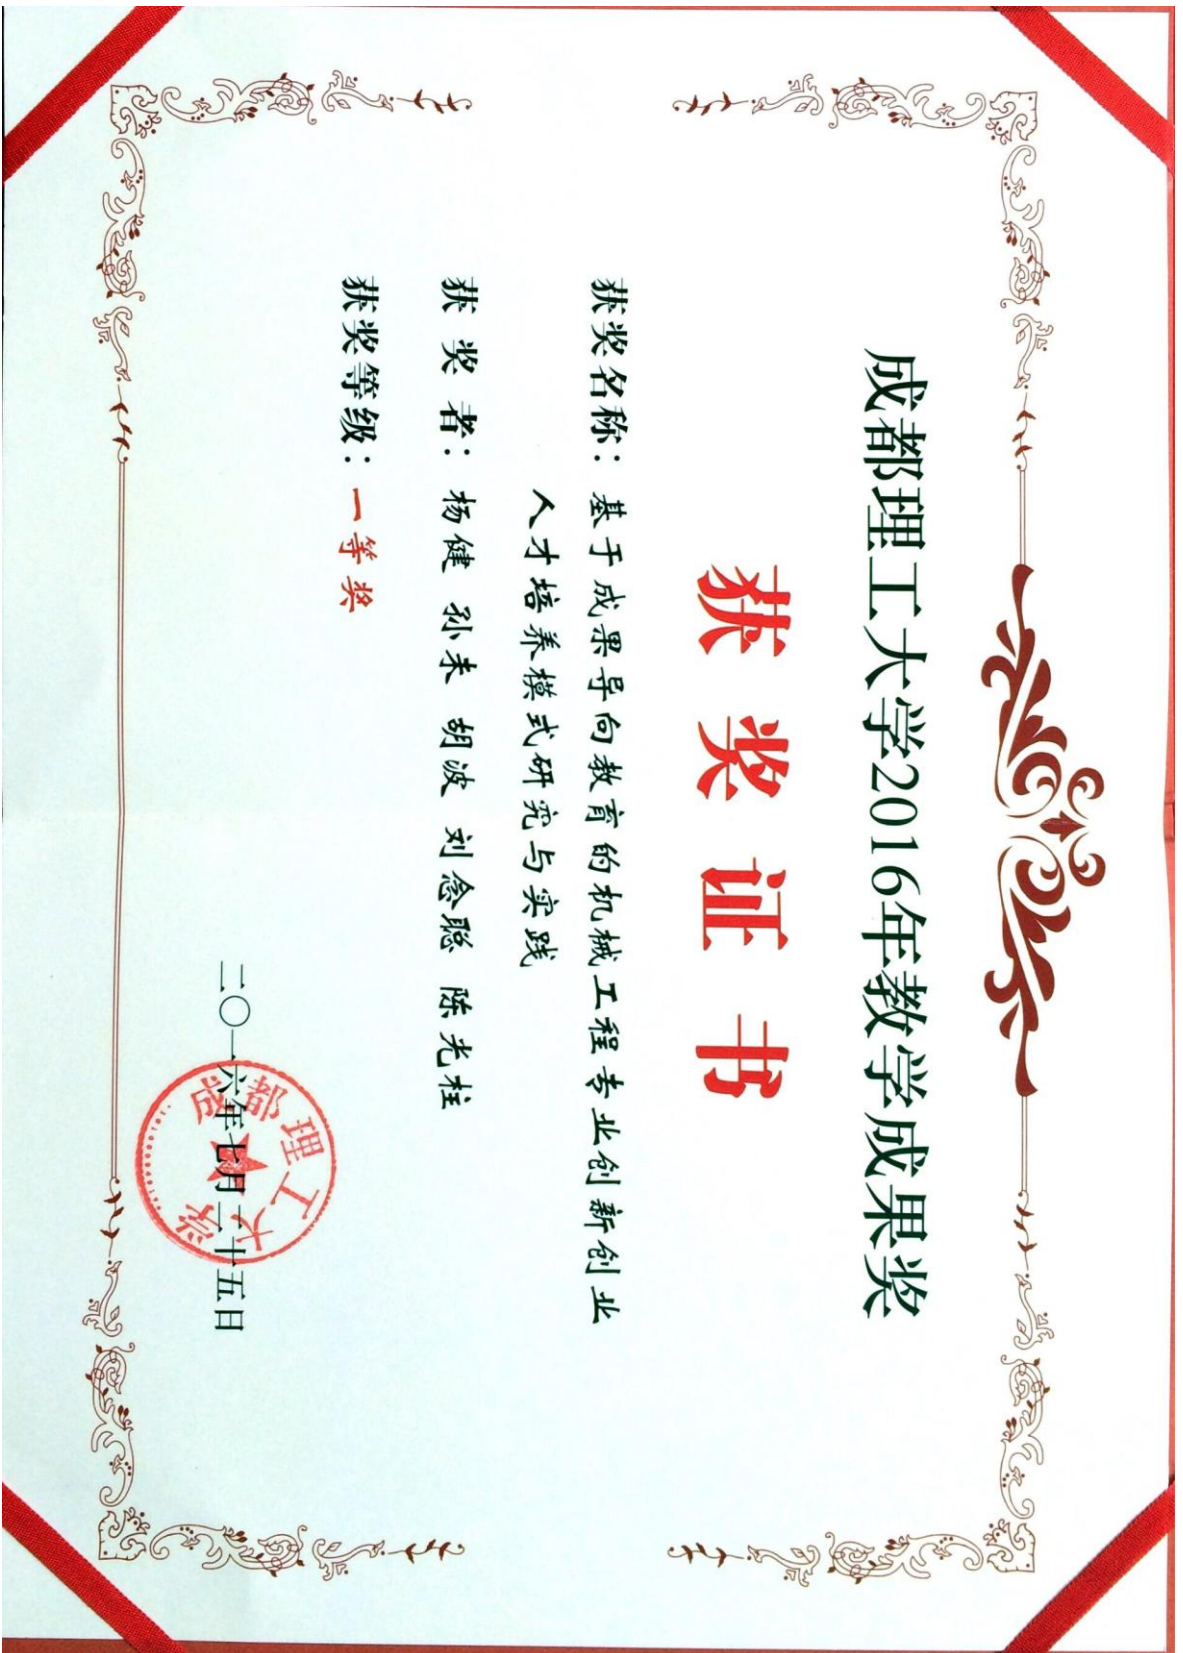 成都理工大学2016年教学成果奖
获奖证书
获奖名称：基于成果导向教育的机械工程专业创新创业
人才培养模式研究与实践
获奖者：杨健 孙未 胡波 刘念聪 陈光柱
获奖等级：一等奖
二〇一六年七月二十五日
成都理工大学